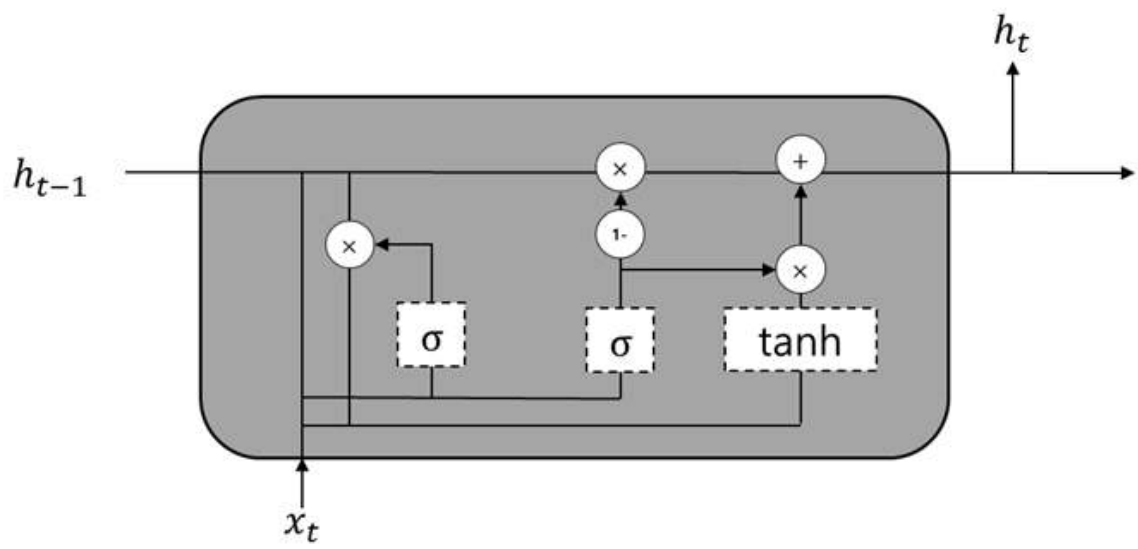 h_t
h_{t-1}
× +
× 1- ×
σ σ tanh
x_t